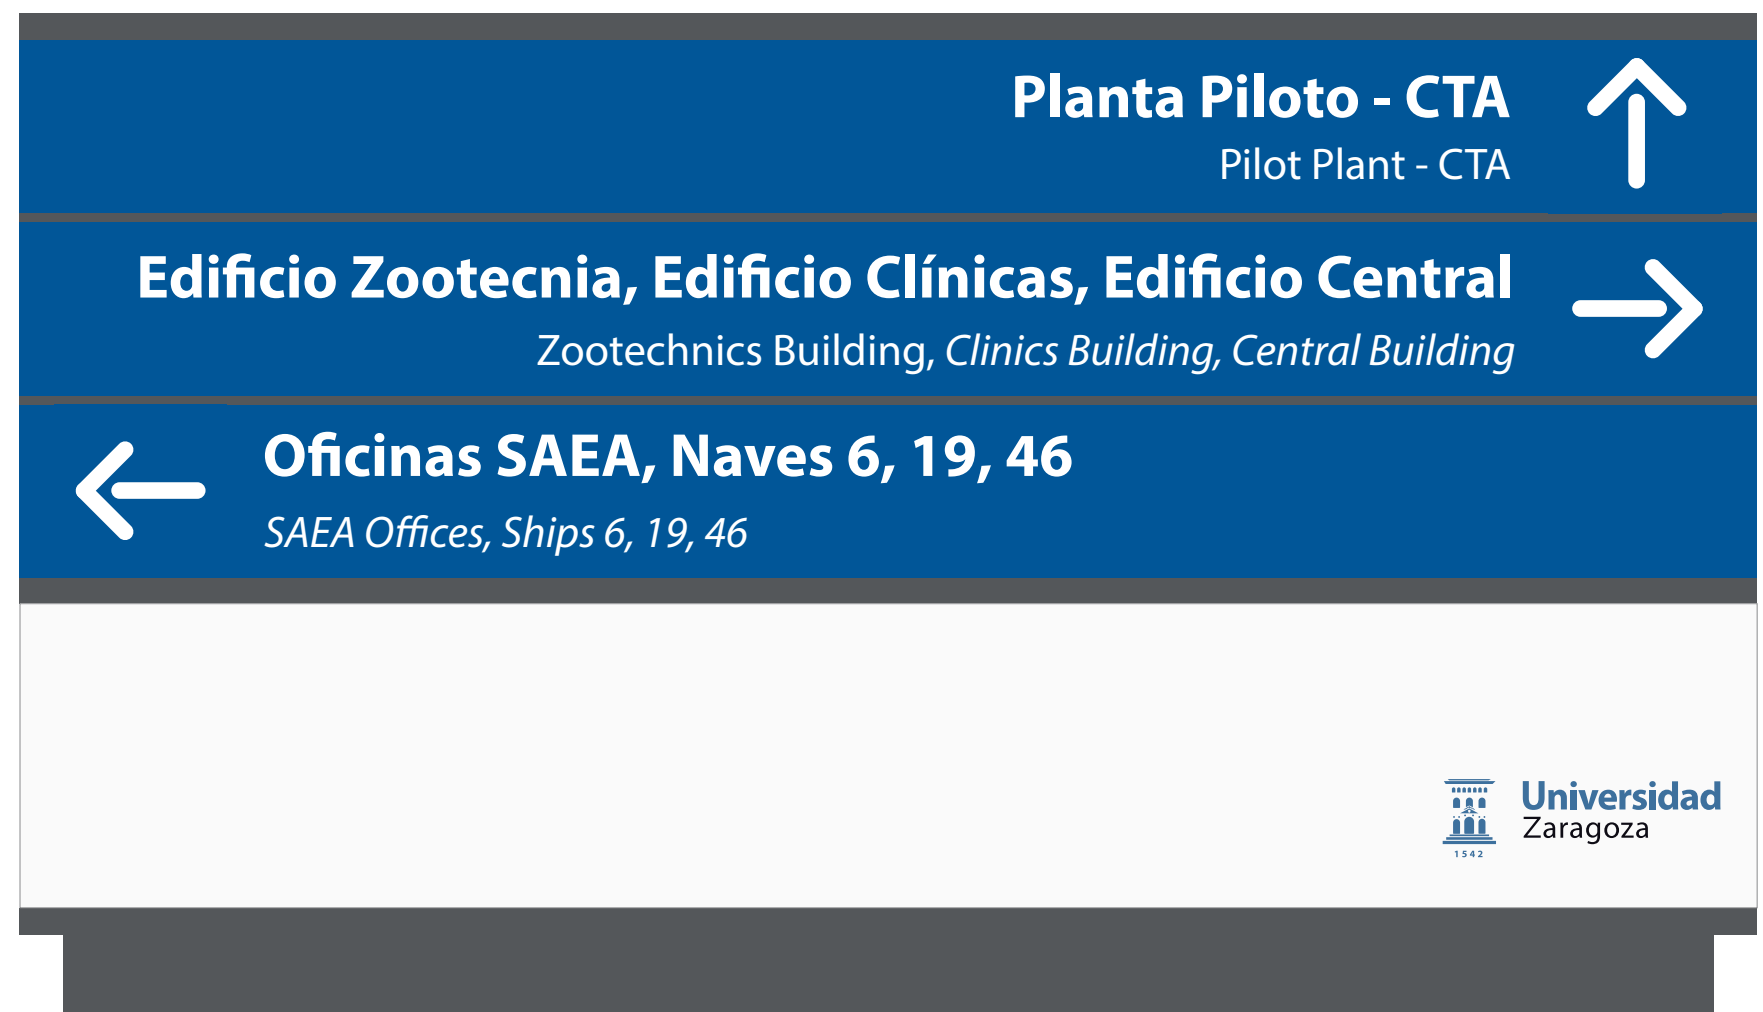 Planta Piloto - CTA
Pilot Plant - CTA
Edificio Zootecnia, Edificio Clínicas, Edificio Central
Zootechnics Building, Clinics Building, Central Building
Oficinas SAEA, Naves 6, 19, 46
SAEA Offices, Ships 6, 19, 46
Universidad
Zaragoza
1542